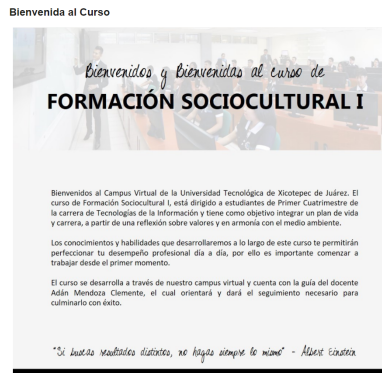 Bienvenida al Curso
Bienvenidos y Bienvenidas al curso de
FORMACIÓN SOCIOCULTURAL I
Bienvenidos al Campus Virtual de la Universidad Tecnológica de Xicotepec de Juárez. El
curso de Formación Sociocultural I, está dirigido a estudiantes de Primer Cuatrimestre de
la carrera de Tecnologías de la Información y tiene como objetivo integrar un plan de vida
y carrera, a partir de una reflexión sobre valores y en armonía con el medio ambiente.
Los conocimientos y habilidades que desarrollaremos a lo largo de este curso te permitirán
perfeccionar tu desempeño profesional día a día, por ello es importante comenzar a
trabajar desde el primer momento.
El curso se desarrolla a través de nuestro campus virtual y cuenta con la guía del docente
Adán Mendoza Clemente, el cual orientará y dará el seguimiento necesario para
culminarlo con éxito.
"Si buscas resultados distintos, no hagas siempre lo mismo" - Albert Einstein